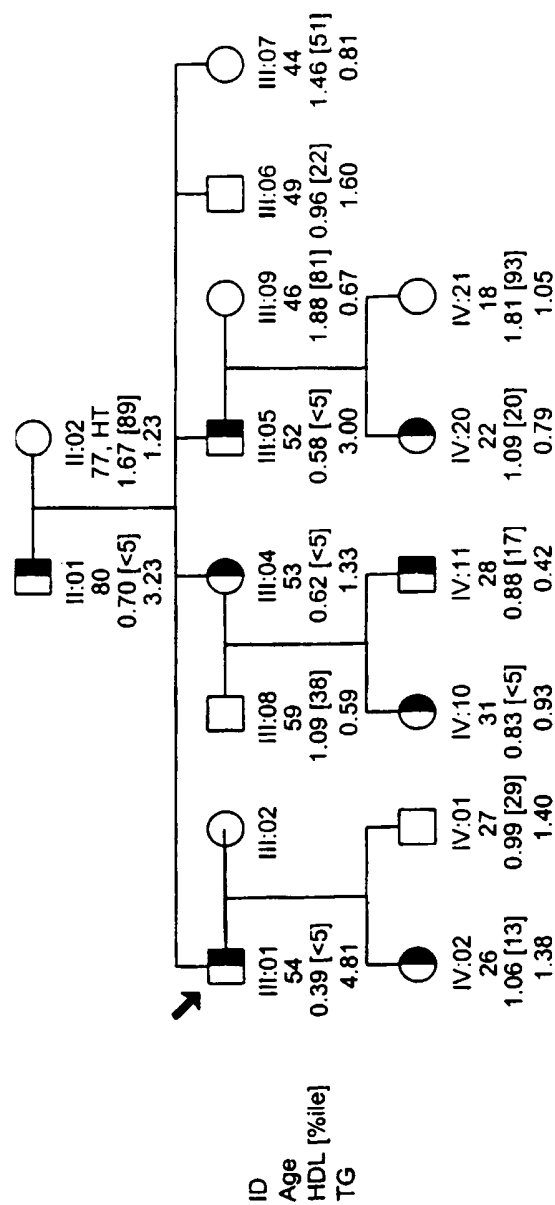 II:01
80
0.70 [<5]
3.23
II:02
77, HT
1.67 [89]
1.23
ID
Age
HDL [%ile]
TG
III:01
54
0.39 [<5]
4.81
III:02
III:08
59
1.09 [38]
0.59
III:04
53
0.62 [<5]
1.33
III:05
52
0.58 [<5]
3.00
III:09
46
1.88 [81]
0.67
III:06
49
0.96 [22]
1.60
III:07
44
1.46 [51]
0.81
IV:02
26
1.06 [13]
1.38
IV:01
27
0.99 [29]
1.40
IV:10
31
0.83 [<5]
0.93
IV:11
28
0.88 [17]
0.42
IV:20
22
1.09 [20]
0.79
IV:21
18
1.81 [93]
1.05